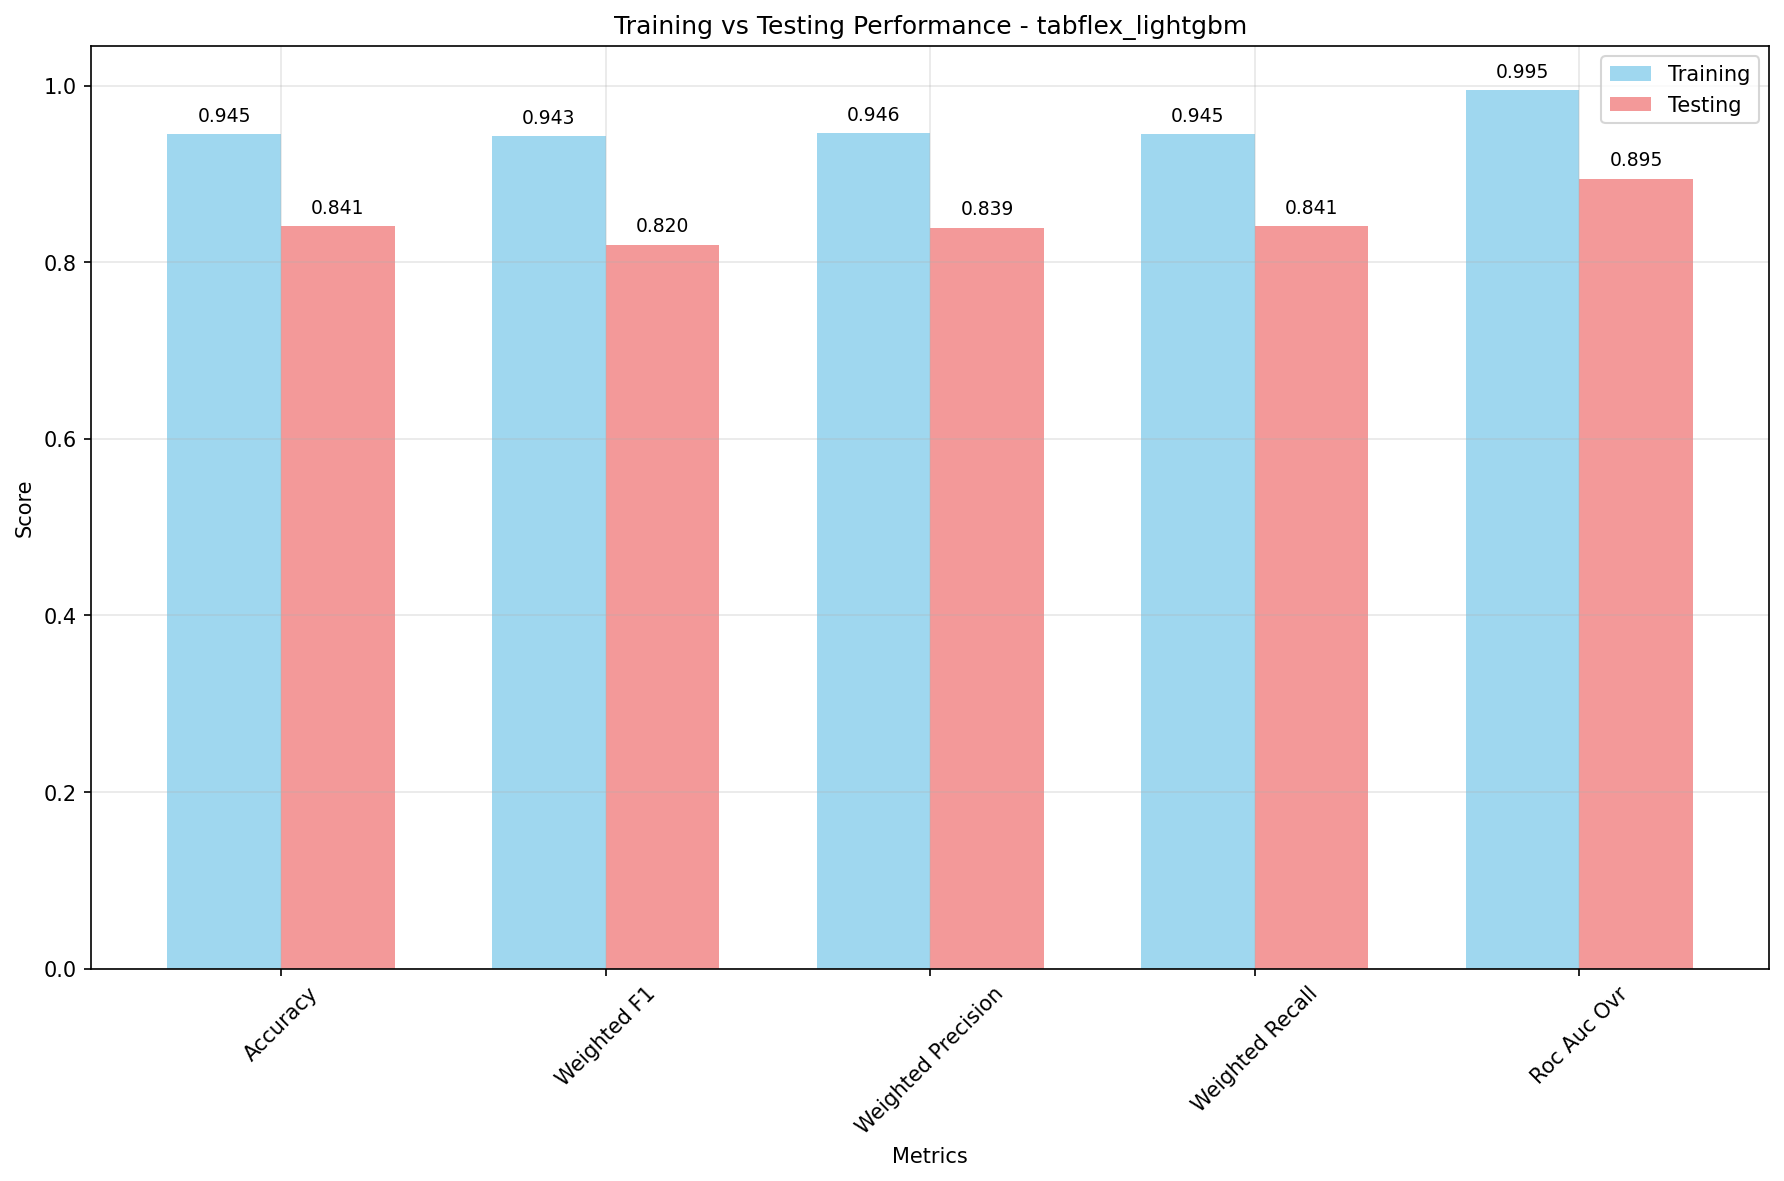 Training vs Testing Performance - tabflex_lightgbm
Training
Testing
0.945
0.841
0.943
0.820
0.946
0.839
0.945
0.841
0.995
0.895
1.0
0.8
0.6
0.4
0.2
0.0
Score
Accuracy
Weighted F1
Weighted Precision
Weighted Recall
Roc Auc Ovr
Metrics